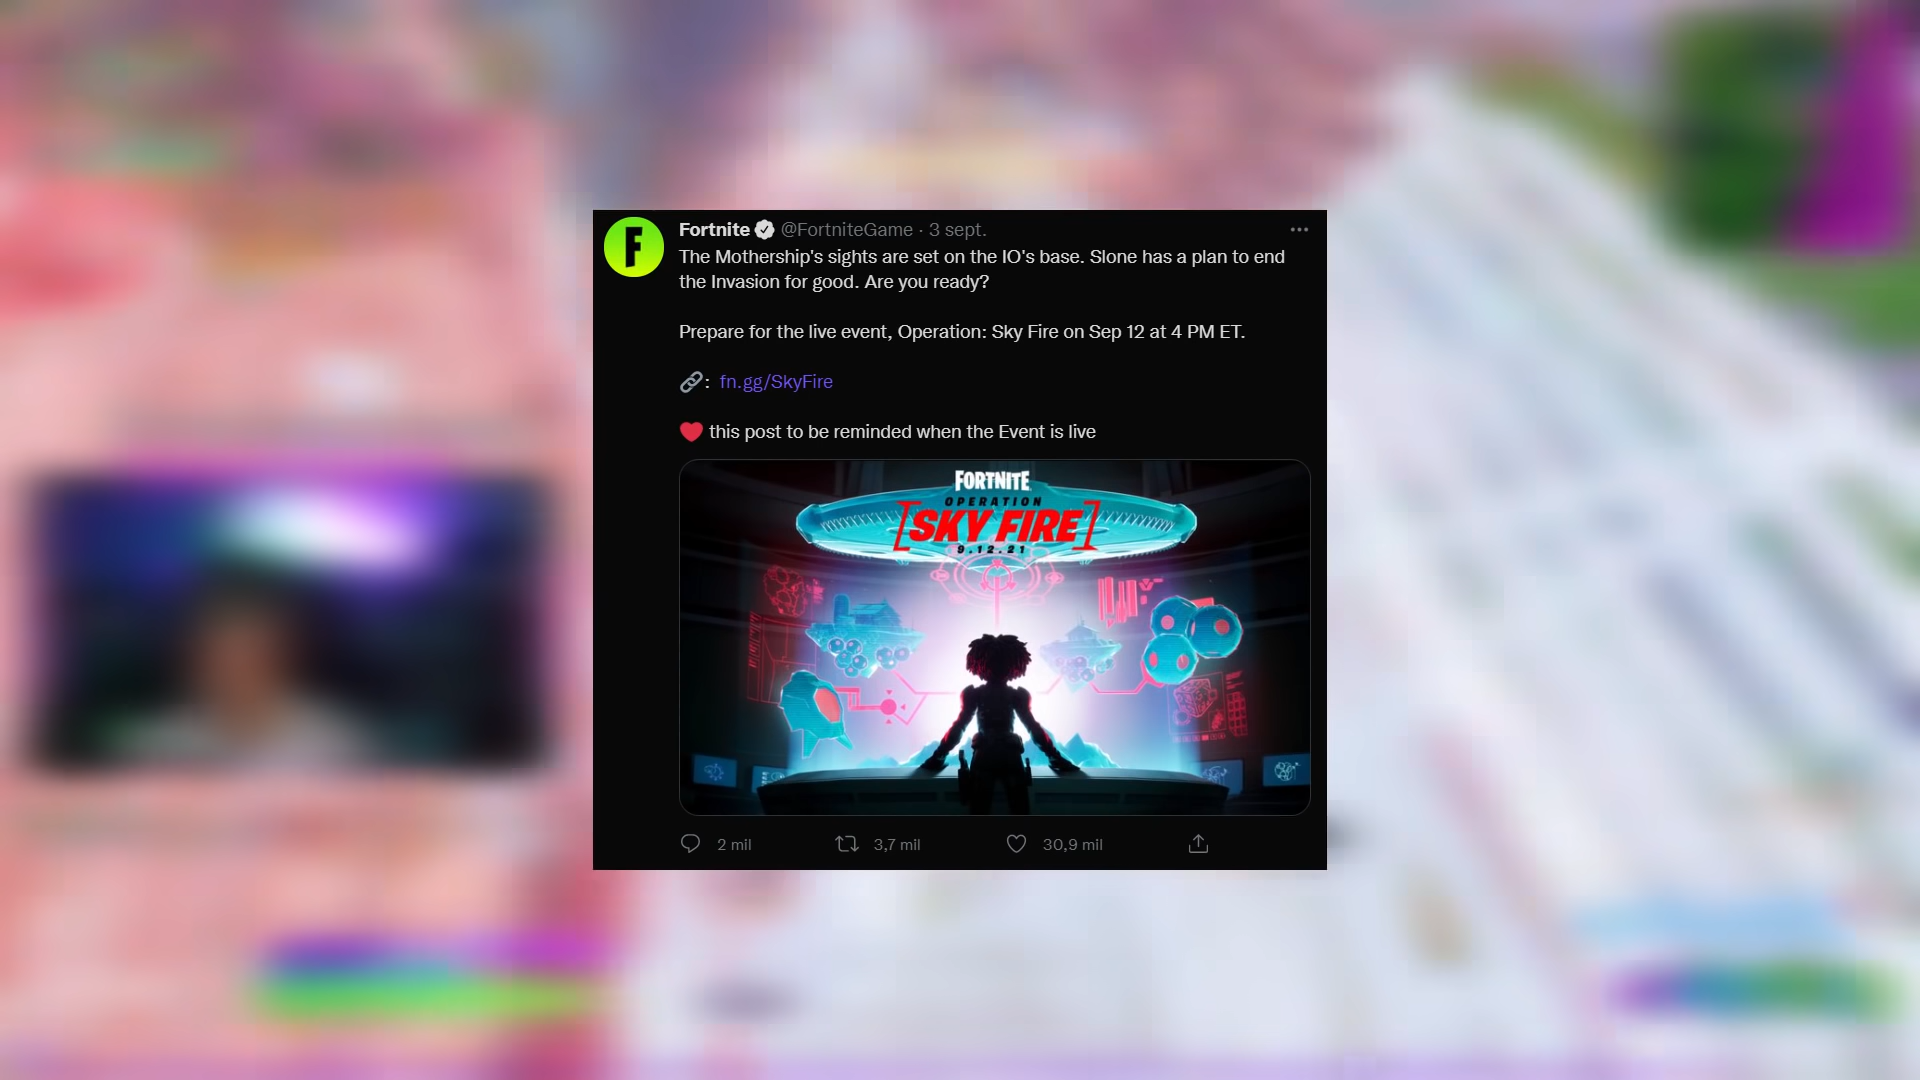 Fortnite @FortniteGame · 3 sept.
The Mothership's sights are set on the IO's base. Slone has a plan to end
the Invasion for good. Are you ready?
Prepare for the live event, Operation: Sky Fire on Sep 12 at 4 PM ET.
: fn.gg/SkyFire
this post to be reminded when the Event is live
FORTNITE
OPERATION
[SKY FIRE]
9.12.21
2 mil 3,7 mil 30,9 mil